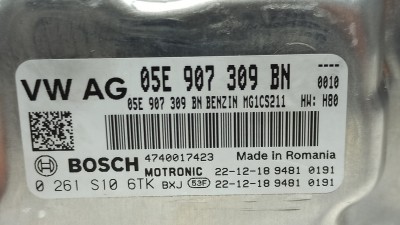 VW AG 05E 907 309 BN ----
05E 907 309 BN BENZIN MG1CS211 0010
HW: H80
BOSCH 4740017423 Made in Romania
MOTRONIC 22-12-18 9481 0191
0 261 S10 6TK BXJ 53F 22-12-18 9481 0191